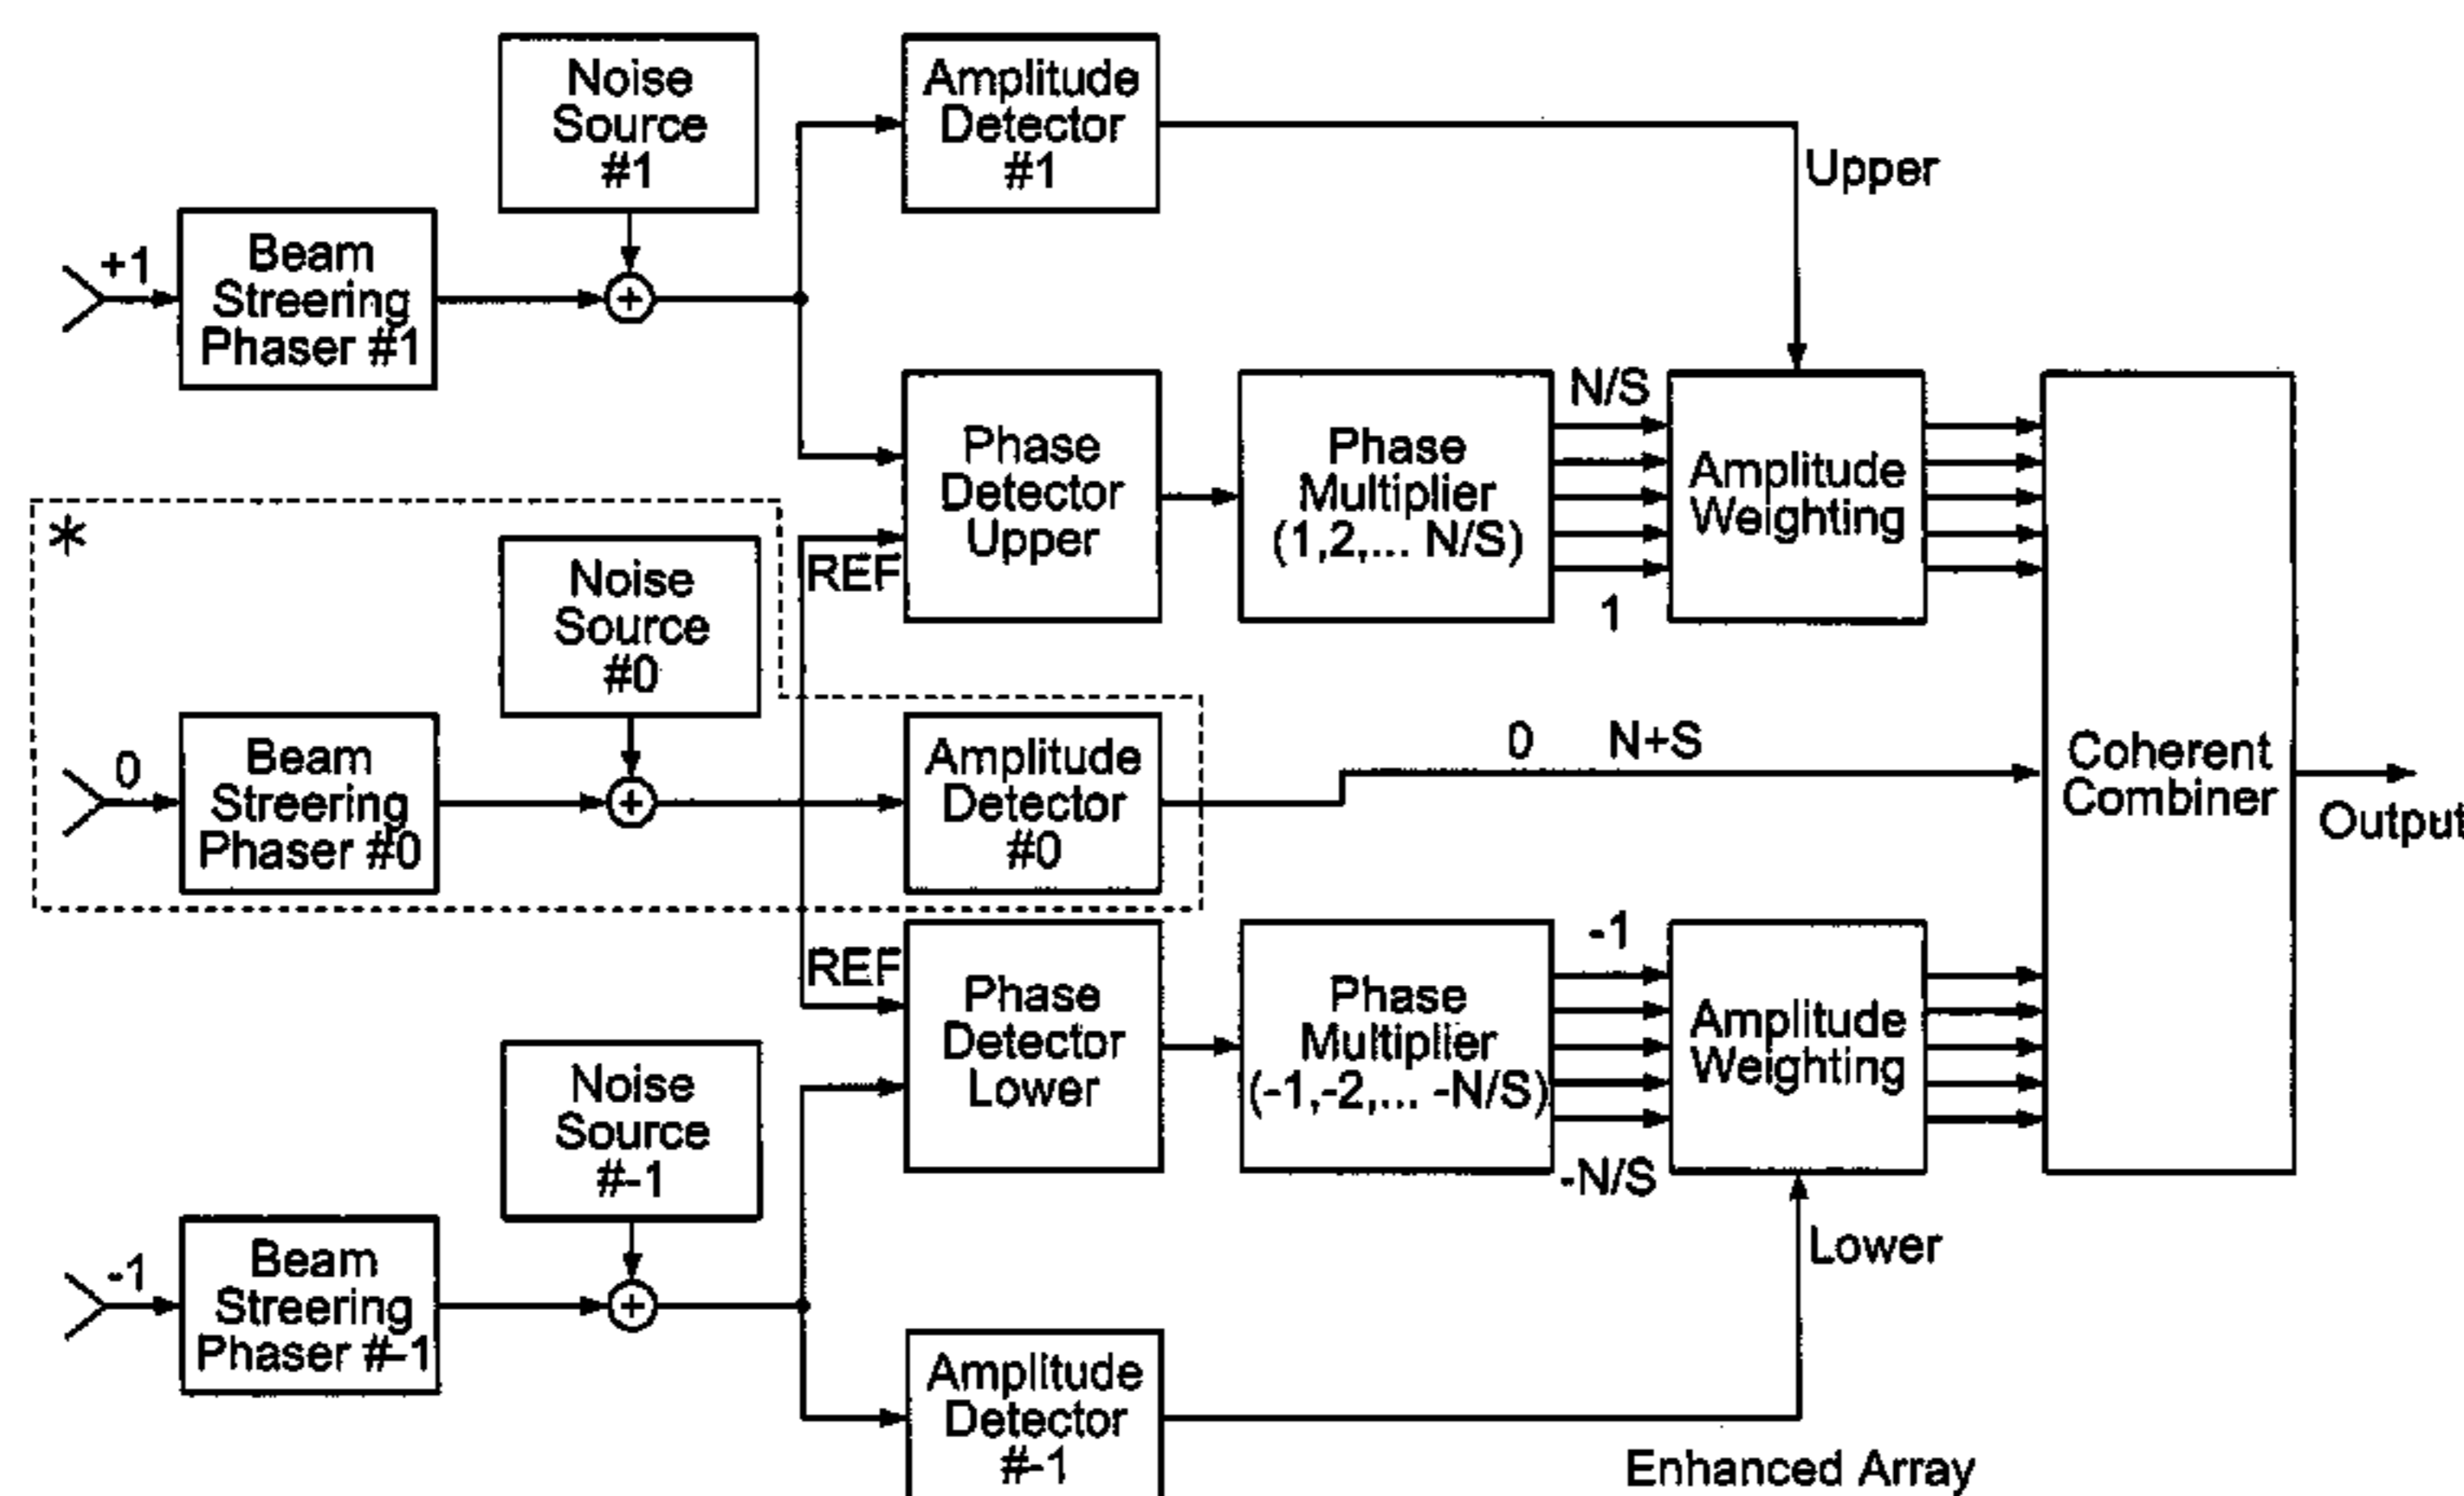 Noise
Source
#1
Amplitude
Detector
#1
Upper
+1
Beam
Streering
Phaser #1
N/S
Phase
Detector
Upper
Phase
Multiplier
(1,2,... N/S)
Amplitude
Weighting
1
REF
*
Noise
Source
#0
0
Beam
Streering
Phaser #0
Amplitude
Detector
#0
0 N+S
Coherent
Combiner
Output
REF
Phase
Detector
Lower
Phase
Multiplier
(-1,-2,... -N/S)
-1
-N/S
Amplitude
Weighting
Lower
Noise
Source
#-1
-1
Beam
Streering
Phaser #-1
Amplitude
Detector
#-1
Enhanced Array